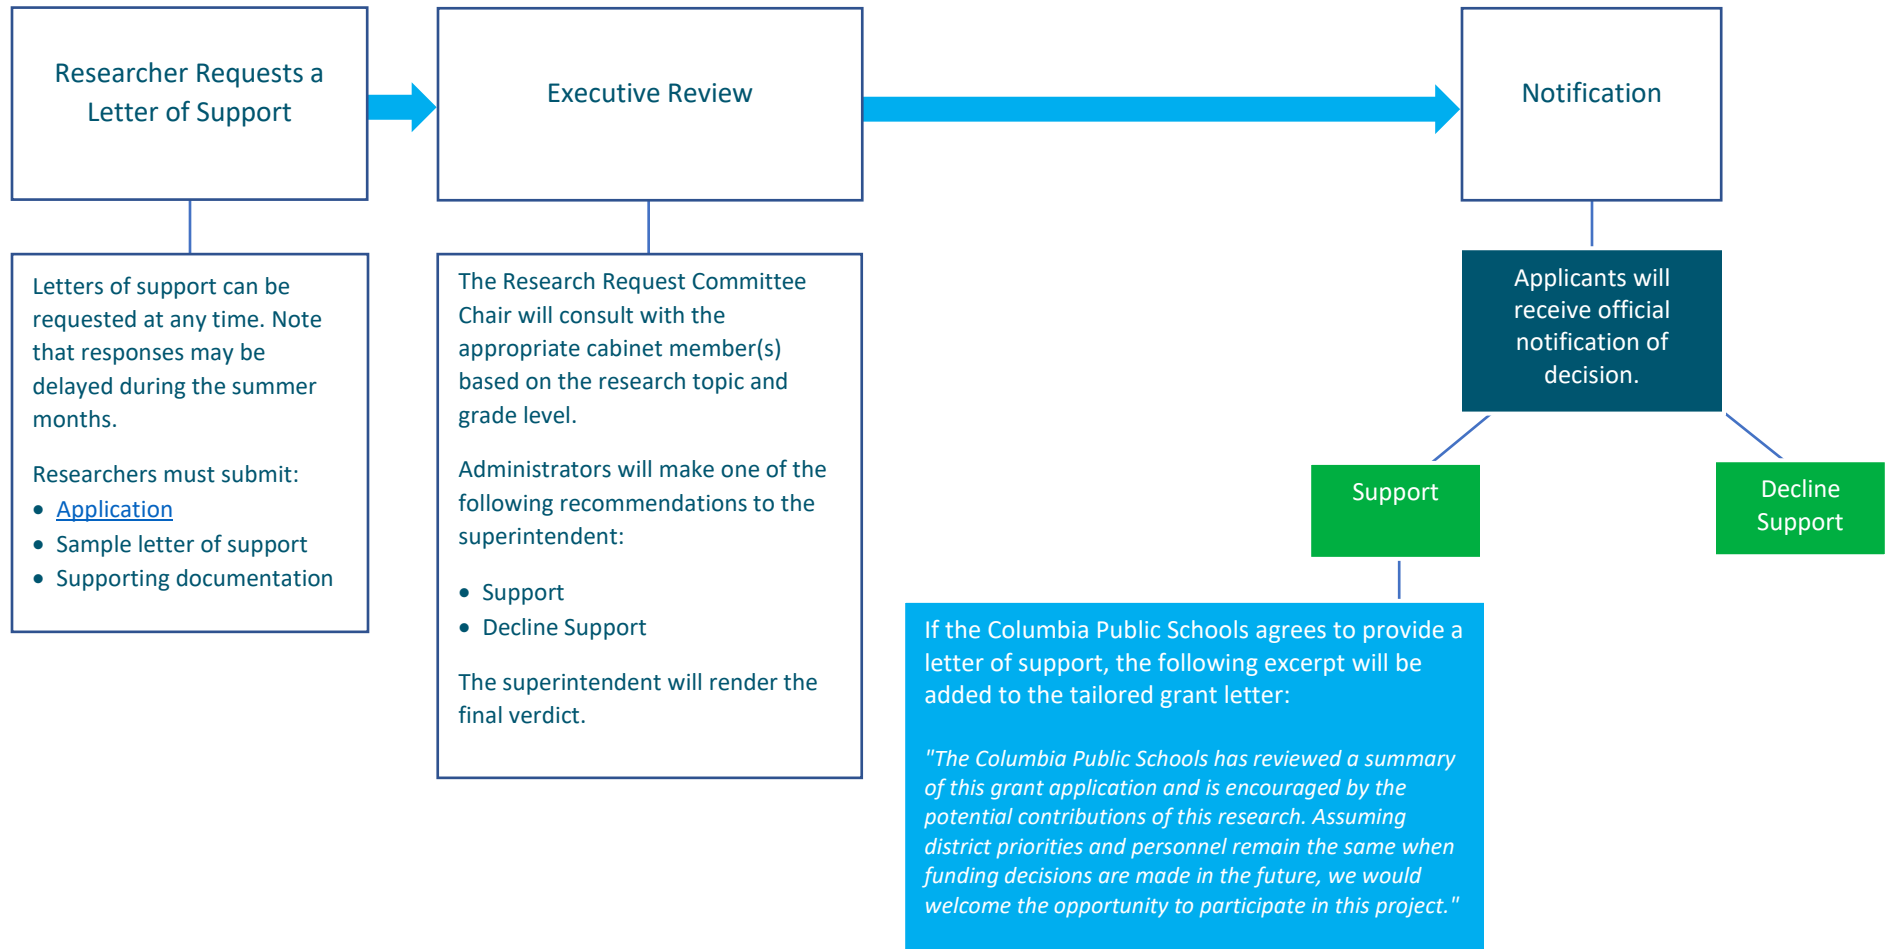 Researcher Requests a
Letter of Support
Executive Review
Notification
Letters of support can be
requested at any time. Note
that responses may be
delayed during the summer
months.
Researchers must submit:
• Application
• Sample letter of support
• Supporting documentation
The Research Request Committee
Chair will consult with the
appropriate cabinet member(s)
based on the research topic and
grade level.
Administrators will make one of the
following recommendations to the
superintendent:
• Support
• Decline Support
The superintendent will render the
final verdict.
Applicants will
receive official
notification of
decision.
Support
Decline
Support
If the Columbia Public Schools agrees to provide a
letter of support, the following excerpt will be
added to the tailored grant letter:
"The Columbia Public Schools has reviewed a summary
of this grant application and is encouraged by the
potential contributions of this research. Assuming
district priorities and personnel remain the same when
funding decisions are made in the future, we would
welcome the opportunity to participate in this project."